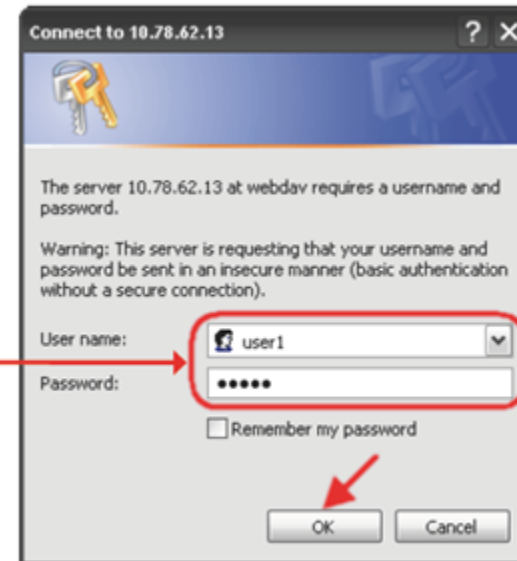 Connect to 10.78.62.13
The server 10.78.62.13 at webdav requires a username and
password.
Warning: This server is requesting that your username and
password be sent in an insecure manner (basic authentication
without a secure connection).
User name:
user1
Password:
•••••
Remember my password
OK
Cancel